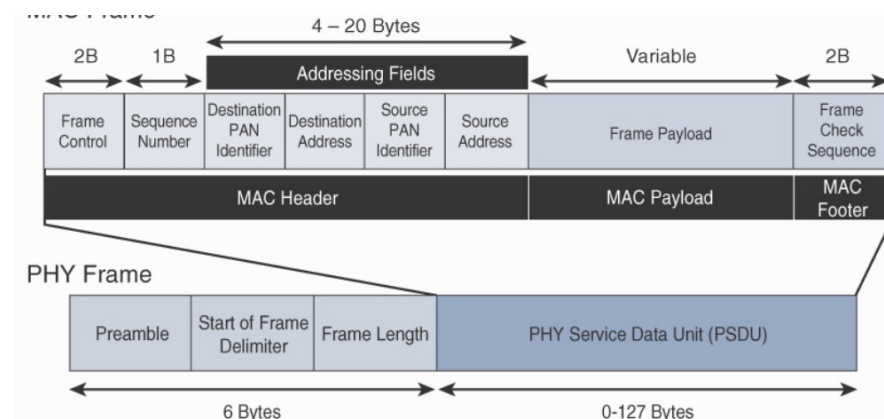 MAC Frame
4 – 20 Bytes
2B
1B
Addressing Fields
Variable
2B
Frame
Control
Sequence
Number
Destination
PAN
Identifier
Destination
Address
Source
PAN
Identifier
Source
Address
Frame Payload
Frame
Check
Sequence
MAC Header
MAC Payload
MAC
Footer
PHY Frame
Preamble
Start of Frame
Delimiter
Frame Length
PHY Service Data Unit (PSDU)
6 Bytes
0-127 Bytes